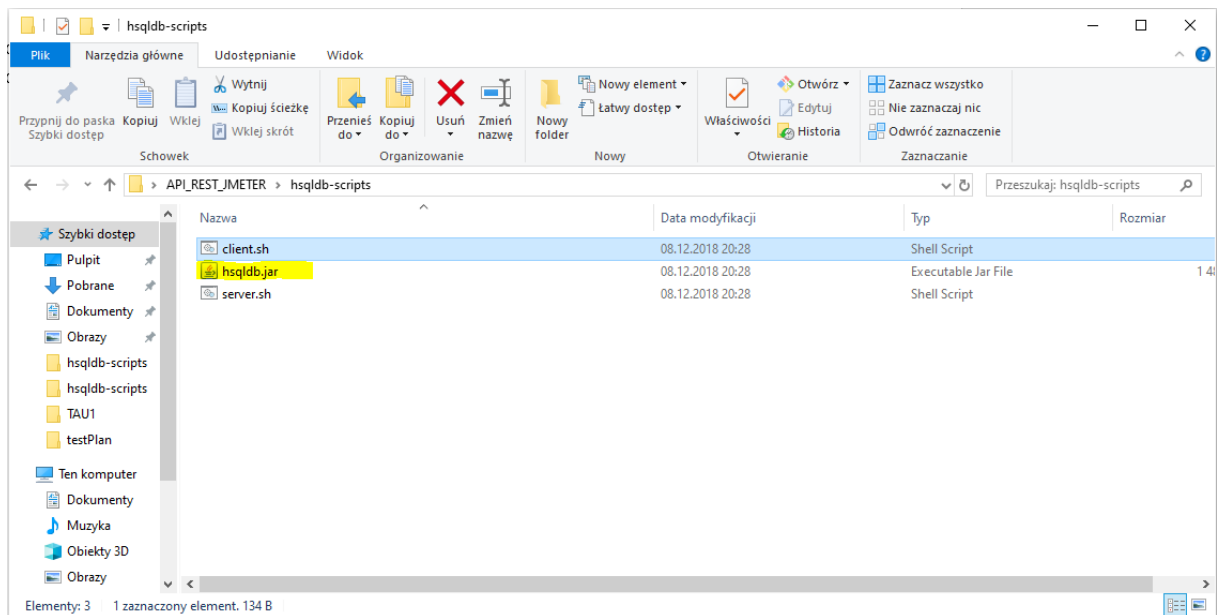 hsqldb-scripts
Plik Narzędzia główne Udostępnianie Widok
Przypnij do paska Szybki dostęp
Kopiuj
Wklej
Wytnij
Kopiuj ścieżkę
Wklej skrót
Schowek
Przenieś do
Kopiuj do
Usuń
Zmień nazwę
Organizowanie
Nowy folder
Nowy element
Łatwy dostęp
Nowy
Właściwości
Otwórz
Edytuj
Historia
Otwieranie
Zaznacz wszystko
Nie zaznaczaj nic
Odwróć zaznaczenie
Zaznaczanie
API_REST_JMETER > hsqldb-scripts
Przeszukaj: hsqldb-scripts
Szybki dostęp
Pulpit
Pobrane
Dokumenty
Obrazy
hsqldb-scripts
hsqldb-scripts
TAU1
testPlan
Ten komputer
Dokumenty
Muzyka
Obiekty 3D
Obrazy
Nazwa Data modyfikacji Typ Rozmiar
client.sh 08.12.2018 20:28 Shell Script
hsqldb.jar 08.12.2018 20:28 Executable Jar File
server.sh 08.12.2018 20:28 Shell Script
Elementy: 3 1 zaznaczony element. 134 B